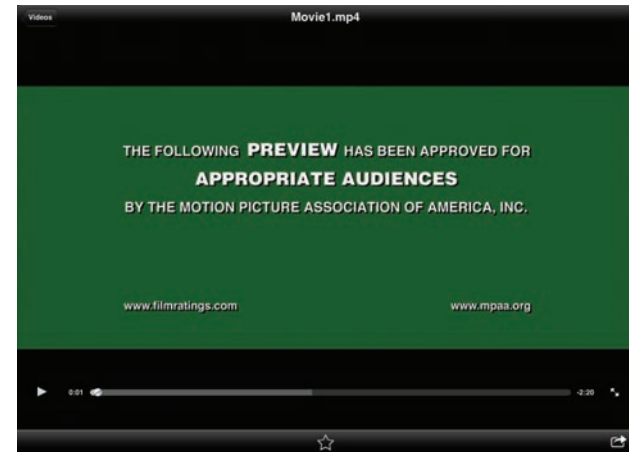 Videos
Movie1.mp4
THE FOLLOWING PREVIEW HAS BEEN APPROVED FOR
APPROPRIATE AUDIENCES
BY THE MOTION PICTURE ASSOCIATION OF AMERICA, INC.
www.filmratings.com www.mpaa.org
0:01 -2:20